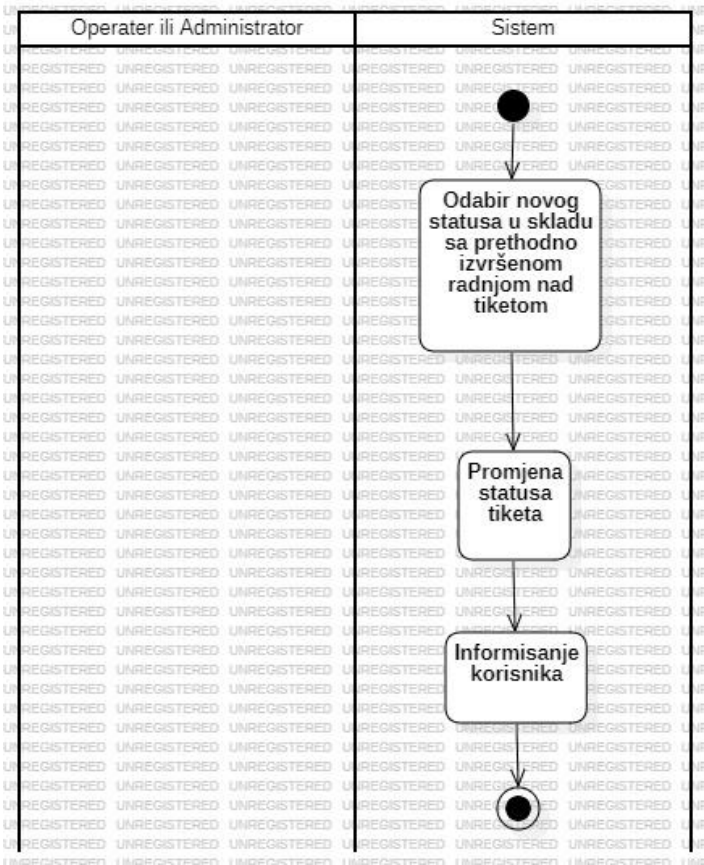 Operater ili Administrator
Sistem
Odabir novog
statusa u skladu
sa prethodno
izvršenom
radnjom nad
tiketom
Promjena
statusa
tiketa
Informisanje
korisnika
UNREGISTERED